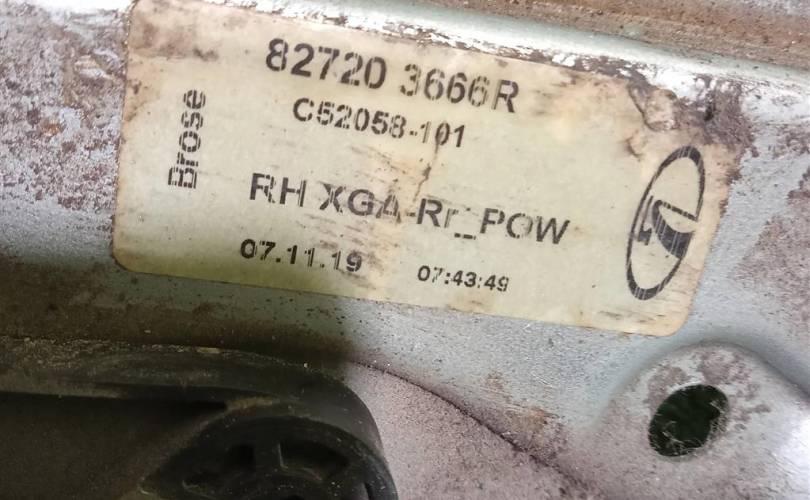 82720 3666R
C52058-101
Brose
RH XGA-Rr_POW
07.11.19 07:43:49